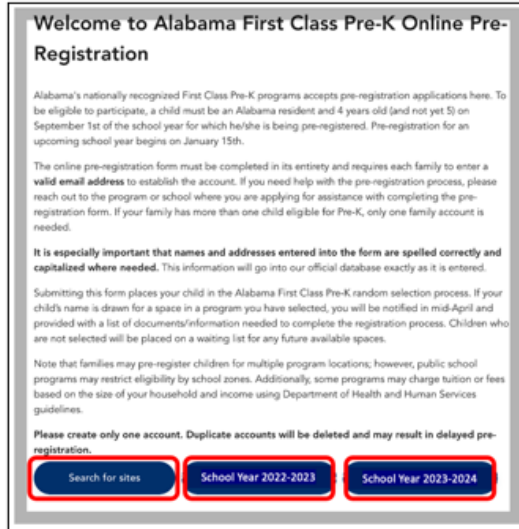 Welcome to Alabama First Class Pre-K Online Pre-
Registration
Alabama's nationally recognized First Class Pre-K programs accepts pre-registration applications here. To
be eligible to participate, a child must be an Alabama resident and 4 years old (and not yet 5) on
September 1st of the school year for which he/she is being pre-registered. Pre-registration for an
upcoming school year begins on January 15th.
The online pre-registration form must be completed in its entirety and requires each family to enter a
valid email address to establish the account. If you need help with the pre-registration process, please
reach out to the program or school where you are applying for assistance with completing the pre-
registration form. If your family has more than one child eligible for Pre-K, only one family account is
needed.
It is especially important that names and addresses entered into the form are spelled correctly and
capitalized where needed. This information will go into our official database exactly as it is entered.
Submitting this form places your child in the Alabama First Class Pre-K random selection process. If your
child's name is drawn for a space in a program you have selected, you will be notified in mid-April and
provided with a list of documents/information needed to complete the registration process. Children who
are not selected will be placed on a waiting list for any future available spaces.
Note that families may pre-register children for multiple program locations; however, public school
programs may restrict eligibility by school zones. Additionally, some programs may charge tuition or fees
based on the size of your household and income using Department of Health and Human Services
guidelines.
Please create only one account. Duplicate accounts will be deleted and may result in delayed pre-
registration.
Search for sites School Year 2022-2023 School Year 2023-2024